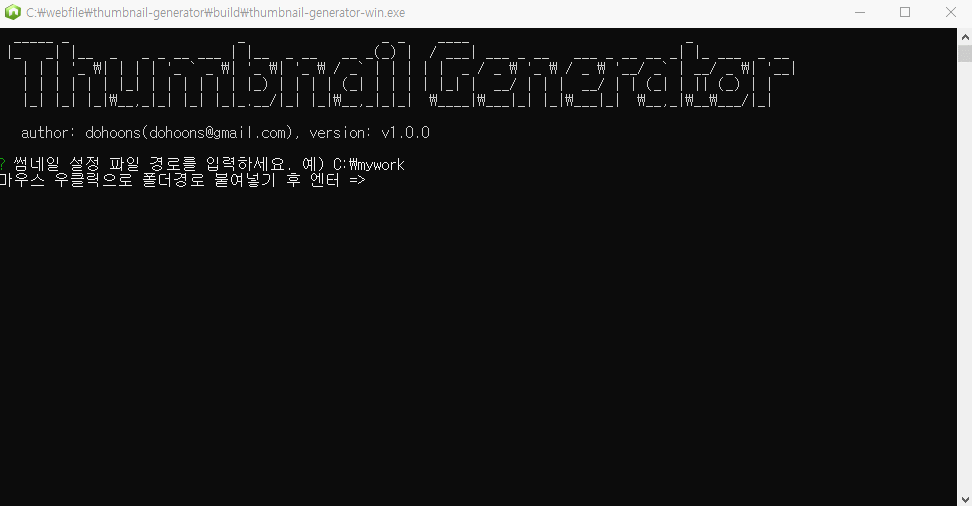 C:₩webfile₩thumbnail-generator₩build₩thumbnail-generator-win.exe
Thumbnail Generator
author: dohoons(dohoons@gmail.com), version: v1.0.0
? 썸네일 설정 파일 경로를 입력하세요. 예) C:₩mywork
마우스 우클릭으로 폴더경로 붙여넣기 후 엔터 =>